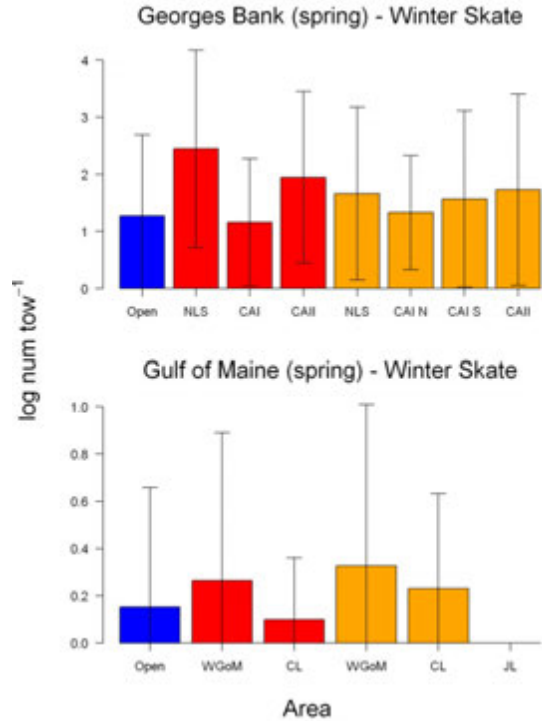 Georges Bank (spring) - Winter Skate
4
3
2
1
0
Open NLS CAI CAII NLS CAI N CAI S CAII
log num tow⁻¹
Gulf of Maine (spring) - Winter Skate
1.0
0.8
0.6
0.4
0.2
0.0
Open WGoM CL WGoM CL JL
Area